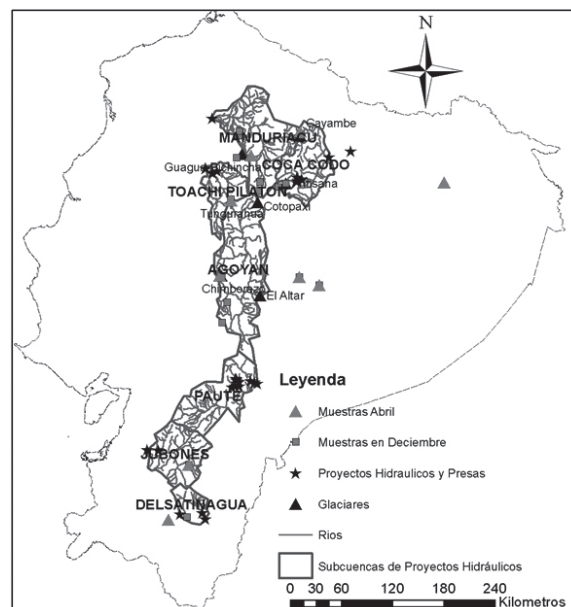 N
Cayambe
MANDURIACU
COCA CODO
Guagua Pichincha
TOACHI PILATON
Cotopaxi
Tungurahua
AGOYAN
Chimborazo
El Altar
PAUTE
Leyenda
Muestras Abril
Muestras en Deciembre
Proyectos Hidraulicos y Presas
Glaciares
Rios
Subcuencas de Proyectos Hidráulicos
JUBONES
DELSATINAGUA
0 30 60 120 180 240
Kilometros